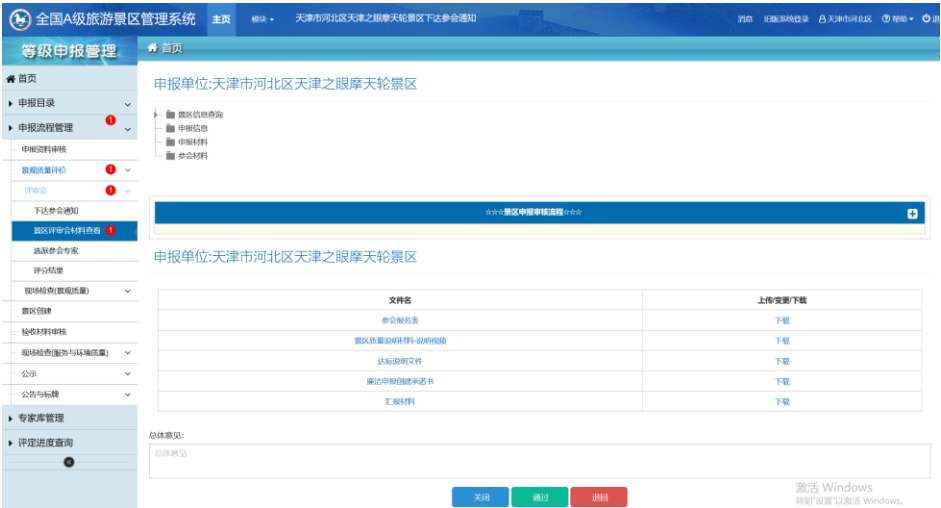 全国A级旅游景区管理系统 主页 模块 天津市河北区天津之眼摩天轮景区下达参会通知 消息 旧版系统登录 天津市河北区 帮助 退
等级申报管理 首页
首页
申报目录
申报流程管理 1
申报资料审核
景观质量评价 1
评审会 1
下达参会通知
景区评审会材料查看 1
选派参会专家
评分结果
现场检查(景观质量)
景区创建
验收材料审核
现场检查(服务与环境质量)
公示
公告与标牌
专家库管理
评定进度查询
申报单位:天津市河北区天津之眼摩天轮景区
景区信息查询
申报信息
申报材料
参会材料
☆☆☆景区申报审核流程☆☆☆
申报单位:天津市河北区天津之眼摩天轮景区
文件名 上传/变更/下载
参会报名表 下载
景区质量说明材料-说明视频 下载
达标说明文件 下载
廉洁申报创建承诺书 下载
汇报材料 下载
总体意见:
总体意见
关闭 通过 退回
激活 Windows
转到"设置"以激活 Windows。